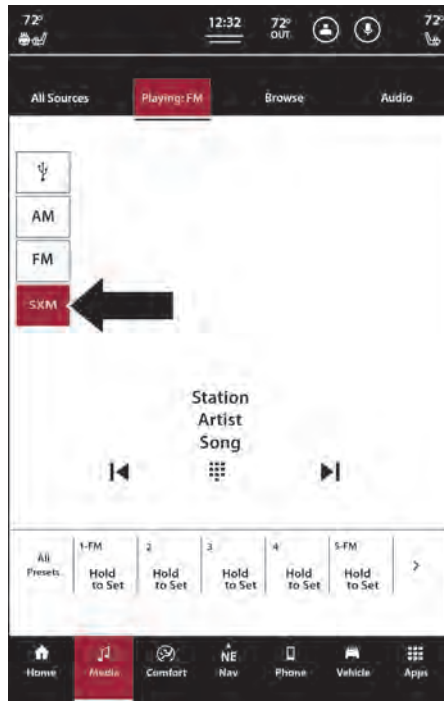 72°
12:32
72°
OUT
72°
All Sources
Playing: FM
Browse
Audio
AM
FM
SXM
Station
Artist
Song
All
Presets
1-FM
Hold
to Set
2
Hold
to Set
3
Hold
to Set
4
Hold
to Set
5-FM
Hold
to Set
Home
Media
Comfort
NE
Nav
Phone
Vehicle
Apps